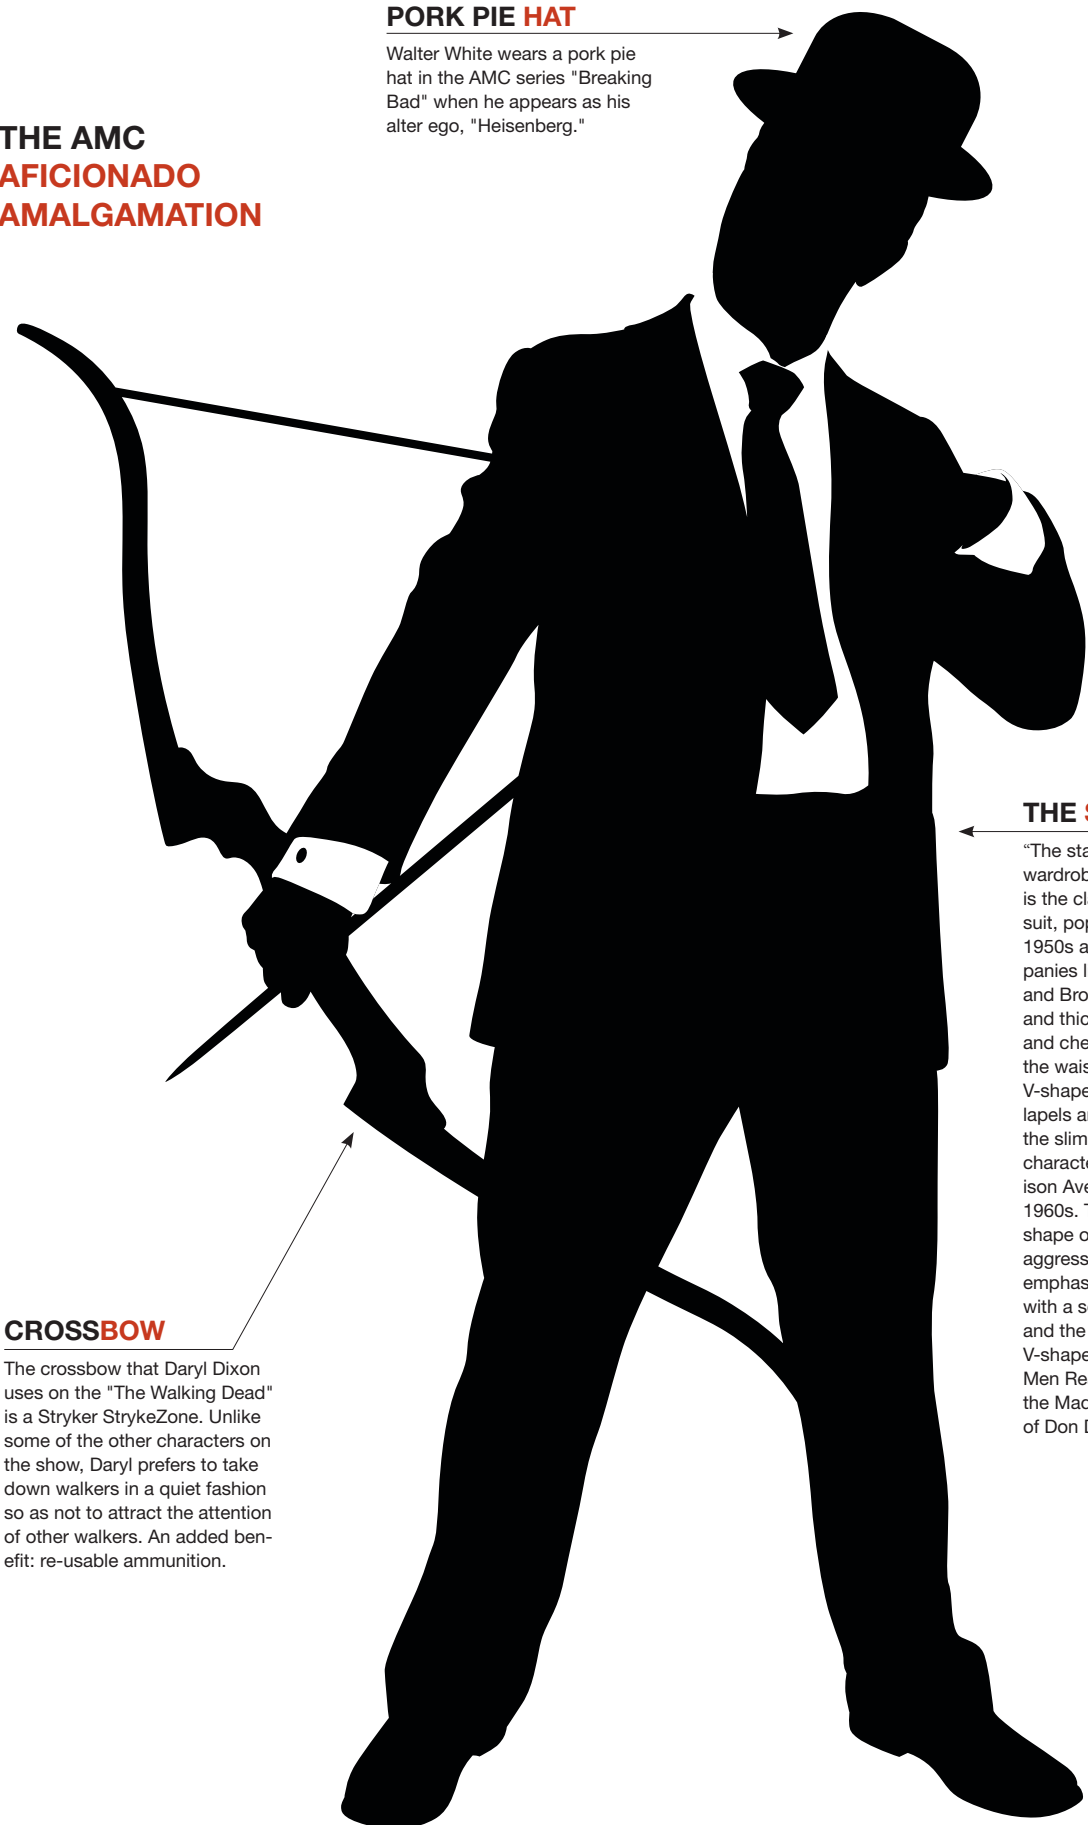 PORK PIE HAT
Walter White wears a pork pie
hat in the AMC series "Breaking
Bad" when he appears as his
alter ego, "Heisenberg."
THE AMC
AFICIONADO
AMALGAMATION
THE
“The
is the
suit,
1950s
and
and
and
the
V-shape
lapels
the slim
1960s.
shape
with a
and the
V-shape
Men
the
of Don
CROSSBOW
The crossbow that Daryl Dixon
uses on the "The Walking Dead"
is a Stryker StrykeZone. Unlike
some of the other characters on
the show, Daryl prefers to take
down walkers in a quiet fashion
so as not to attract the attention
of other walkers. An added ben-
efit: re-usable ammunition.